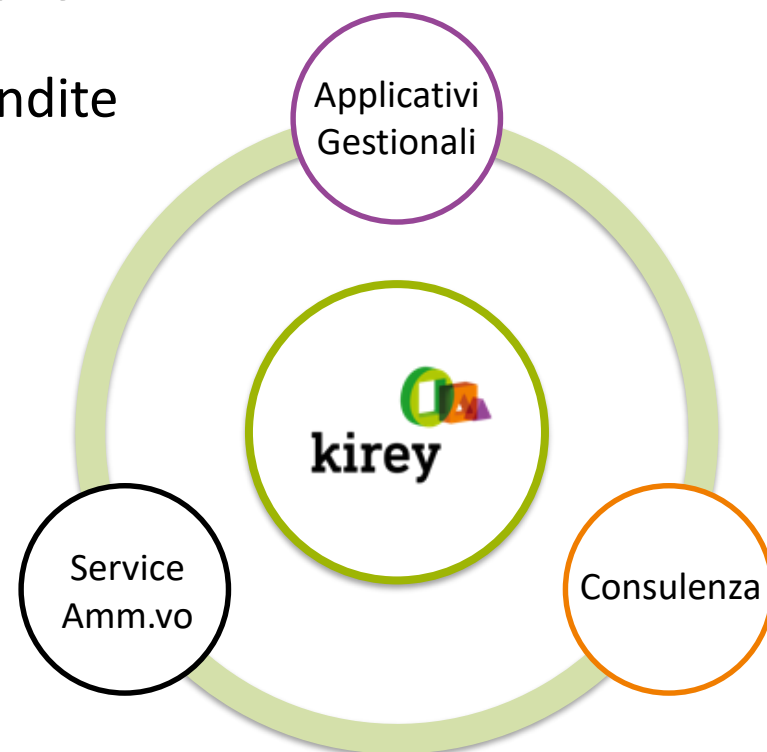 ndite
Applicativi
Gestionali
kirey
Service
Amm.vo
Consulenza